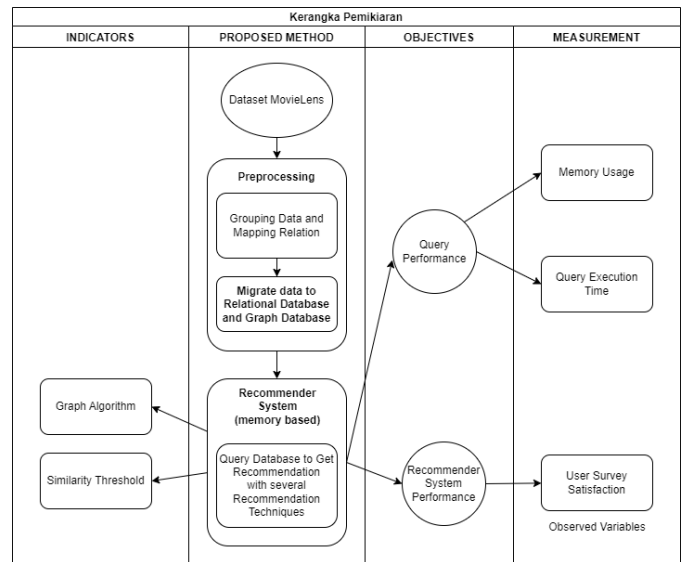 Kerangka Pemikiran
INDICATORS
PROPOSED METHOD
OBJECTIVES
MEASUREMENT
Dataset MovieLens
Preprocessing
Grouping Data and
Mapping Relation
Migrate data to
Relational Database
and Graph Database
Recommender
System
(memory based)
Query Database to Get
Recommendation
with several
Recommendation
Techniques
Graph Algorithm
Similarity Threshold
Query
Performance
Recommender
System
Performance
Memory Usage
Query Execution
Time
User Survey
Satisfaction
Observed Variables